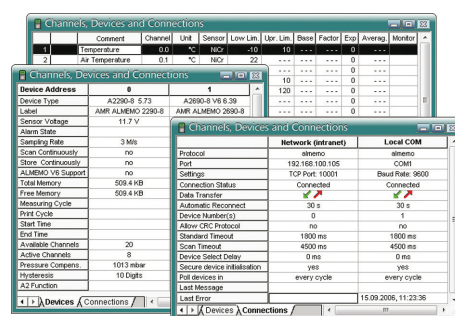 Channels, Devices and Connections
Comment Channel Unit Sensor Low Lim. Upr. Lim. Base Factor Exp Averag. Monitor
1 Temperature 0.0 °C NiCr -10 10 --- --- 0 ---
2 Air Temperature 0.1 °C NiCr 22 --- --- --- 0 ---
--- --- --- 0 ---
10 --- --- 0 ---
120 --- --- 0 ---
Channels, Devices and Connections
Device Address 0 1
Device Type A2290-8 5.73 A2690-8 V6 6.39
Label AMR ALMEMO 2290-8 AMR ALMEMO 2690-8
Sensor Voltage 11.7 V
Alarm State
Sampling Rate 3 M/s
Scan Continuously no
Store Continously no
ALMEMO V6 Support no
Total Memory 509.4 KB
Free Memory 509.4 KB
Measuring Cycle
Print Cycle
Start Time
End Time
Available Channels 20
Active Channels 8
Pressure Compens. 1013 mbar
Hysteresis 10 Digits
A2 Function
Devices Connections
Channels, Devices and Connections
Network (intranet) Local COM
Protocol almemo almemo
Port 192.168.100.105 COM1
Settings TCP Port: 10001 Baud Rate: 9600
Connection Status Connected Connected
Data Transfer
Automatic Reconnect 30 s 30 s
Device Number(s) 0 1
Allow CRC Protocol no no
Standard Timeout 1800 ms 1800 ms
Scan Timeout 4500 ms 4500 ms
Device Select Delay 0 ms 0 ms
Secure device initialisation yes yes
Poll devices in every cycle every cycle
Last Message
Last Error 15.09.2006, 11:23:36
Devices Connections